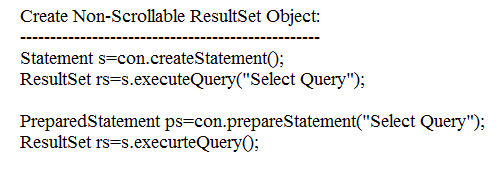 Create Non-Scrollable ResultSet Object:
--------------------------------------------------
Statement s=con.createStatement();
ResultSet rs=s.executeQuery("Select Query");
PreparedStatement ps=con.prepareStatement("Select Query");
ResultSet rs=s.execurteQuery();